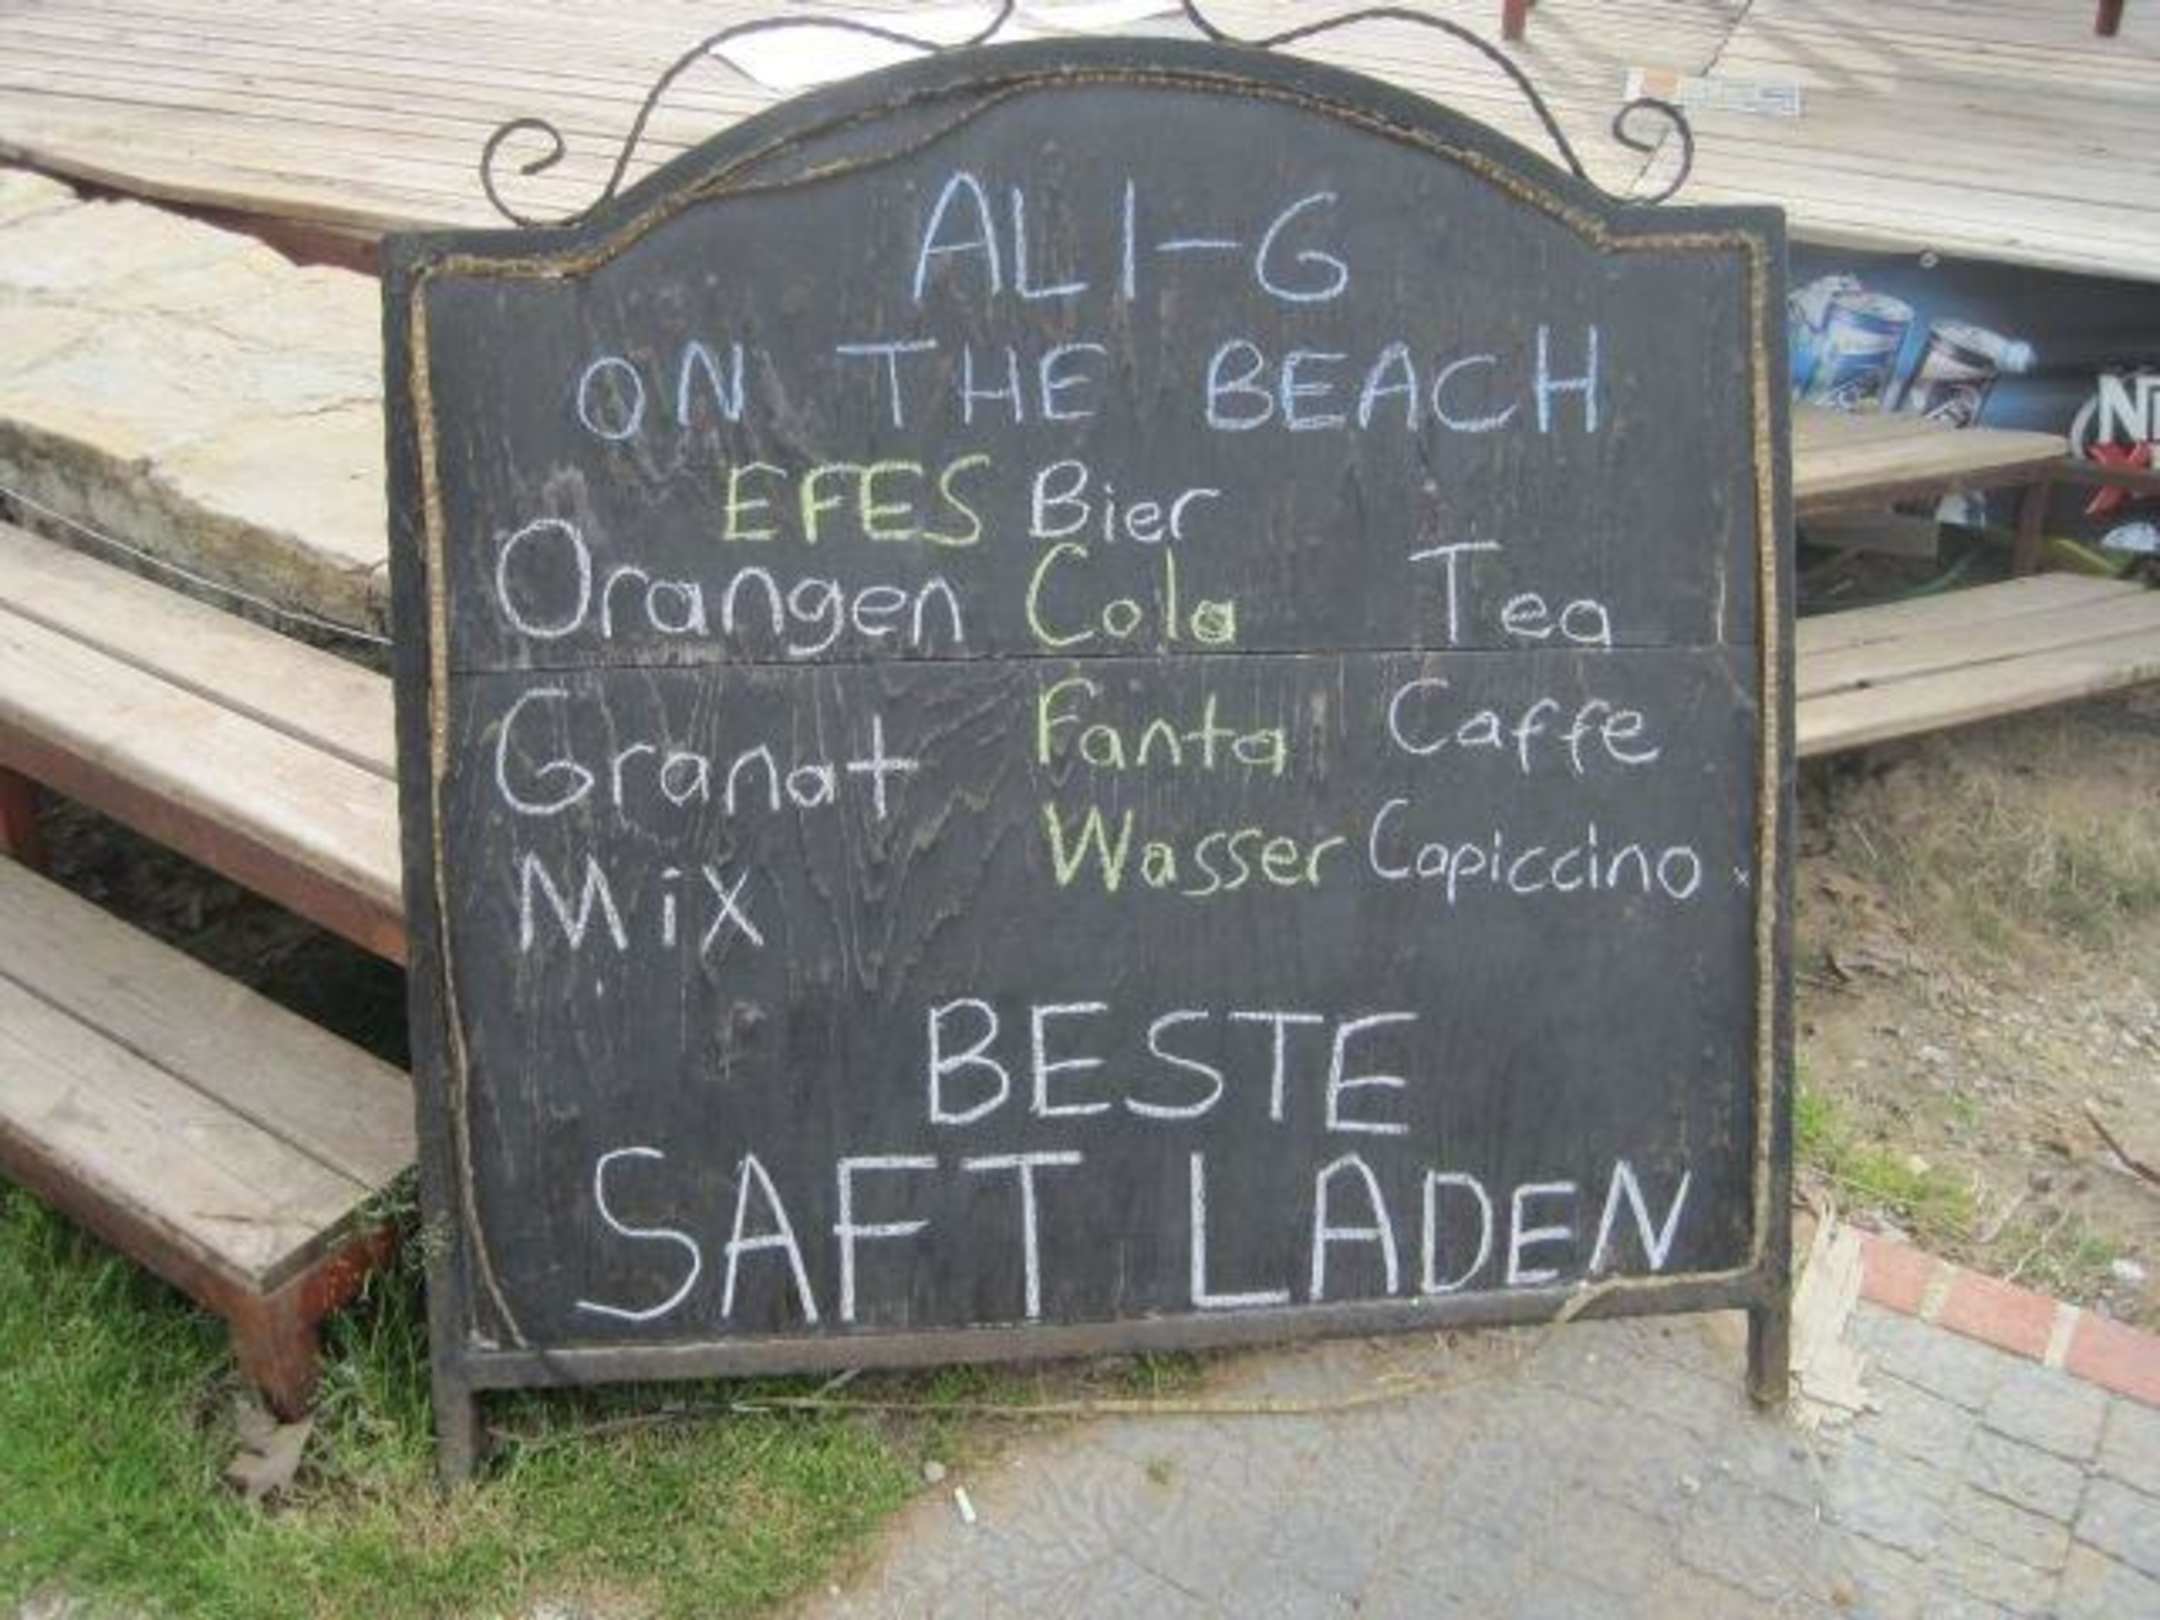 ALI-G
ON THE BEACH
EFES Bier
Orangen Cola Tea
Granat Fanta Caffe
Mix Wasser Capiccino
BESTE
SAFT LADEN